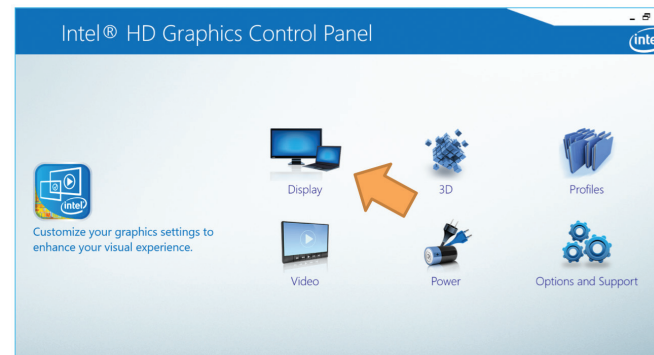 Intel® HD Graphics Control Panel
Display
3D
Profiles
intel
Customize your graphics settings to
enhance your visual experience.
Video
Power
Options and Support